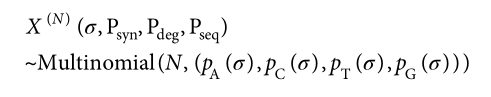 X^(N) (σ, P_syn, P_deg, P_seq)
~Multinomial(N, (p_A(σ), p_C(σ), p_T(σ), p_G(σ)))